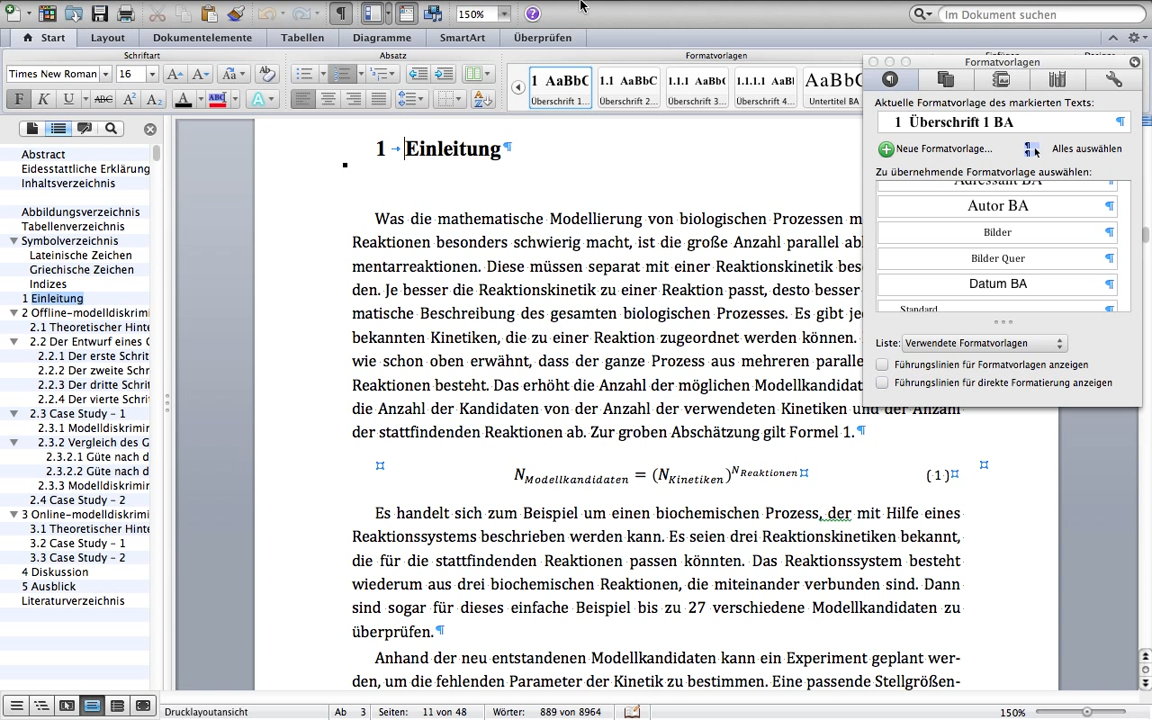 150%
Im Dokument suchen
Start
Layout
Dokumentelemente
Tabellen
Diagramme
SmartArt
Überprüfen
Schriftart
Absatz
Formatvorlagen
Times New Roman
16
Aa
ABC
F K U ABC A² A₂ A ABC A
1 AaBbC
Überschrift 1...
1.1 AaBbC
Überschrift 2...
1.1.1 AaBbC
Überschrift 3...
1.1.1.1 AaBl
Überschrift 4...
AaBbC
Untertitel BA
Formatvorlagen
Aktuelle Formatvorlage des markierten Texts:
1 Überschrift 1 BA
Neue Formatvorlage...
Alles auswählen
Zu übernehmende Formatvorlage auswählen:
Autor BA
Bilder
Bilder Quer
Datum BA
Standard
Liste: Verwendete Formatvorlagen
Führungslinien für Formatvorlagen anzeigen
Führungslinien für direkte Formatierung anzeigen
Abstract
Eidesstattliche Erklärung
Inhaltsverzeichnis
Abbildungsverzeichnis
Tabellenverzeichnis
Symbolverzeichnis
Lateinische Zeichen
Griechische Zeichen
Indizes
1 Einleitung
2 Offline-modelldiskrimi
2.1 Theoretischer Hinte
2.2 Der Entwurf eines O
2.2.1 Der erste Schrit
2.2.2 Der zweite Schr
2.2.3 Der dritte Schrit
2.2.4 Der vierte Schri
2.3 Case Study - 1
2.3.1 Modelldiskrimin
2.3.2 Vergleich des G
2.3.2.1 Güte nach d
2.3.2.2 Güte nach d
2.3.3 Modelldiskrimin
2.4 Case Study - 2
3 Online-modelldiskrimi
3.1 Theoretischer Hinte
3.2 Case Study - 1
3.3 Case Study - 2
4 Diskussion
5 Ausblick
Literaturverzeichnis
1 → Einleitung¶
Was die mathematische Modellierung von biologischen Prozessen m
Reaktionen besonders schwierig macht, ist die große Anzahl parallel abl
mentarreaktionen. Diese müssen separat mit einer Reaktionskinetik bes
den. Je besser die Reaktionskinetik zu einer Reaktion passt, desto besser
matische Beschreibung des gesamten biologischen Prozesses. Es gibt je
bekannten Kinetiken, die zu einer Reaktion zugeordnet werden können.
wie schon oben erwähnt, dass der ganze Prozess aus mehreren paralle
Reaktionen besteht. Das erhöht die Anzahl der möglichen Modellkandidat
die Anzahl der Kandidaten von der Anzahl der verwendeten Kinetiken und der Anzahl
der stattfindenden Reaktionen ab. Zur groben Abschätzung gilt Formel 1.¶
N_Modellkandidaten = (N_Kinetiken)^N_Reaktionen (1)
Es handelt sich zum Beispiel um einen biochemischen Prozess, der mit Hilfe eines
Reaktionssystems beschrieben werden kann. Es seien drei Reaktionskinetiken bekannt,
die für die stattfindenden Reaktionen passen könnten. Das Reaktionssystem besteht
wiederum aus drei biochemischen Reaktionen, die miteinander verbunden sind. Dann
sind sogar für dieses einfache Beispiel bis zu 27 verschiedene Modellkandidaten zu
überprüfen.¶
Anhand der neu entstandenen Modellkandidaten kann ein Experiment geplant wer-
den, um die fehlenden Parameter der Kinetik zu bestimmen. Eine passende Stellgrößen-
Drucklayoutansicht
Ab 3
Seiten: 11 von 48
Wörter: 889 von 8964
150%